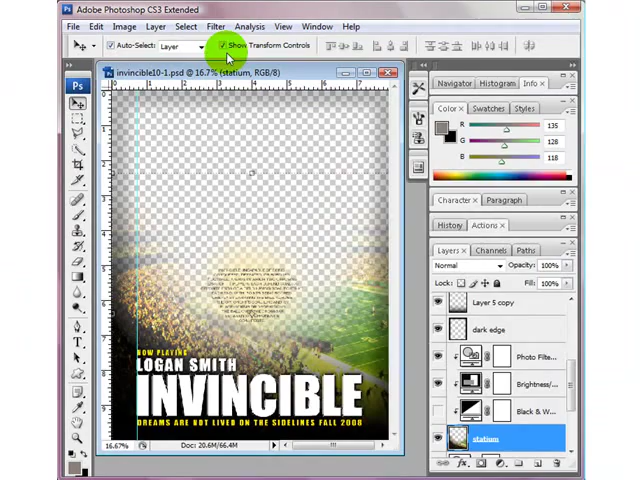 Adobe Photoshop CS3 Extended
File Edit Image Layer Select Filter Analysis View Window Help
Auto-Select: Layer Show Transform Controls
invincible10-1.psd @ 16.7% (statium, RGB/8)
Navigator Histogram Info
Color Swatches Styles
R 135
G 128
B 118
Character Paragraph
History Actions
Layers Channels Paths
Normal Opacity: 100%
Lock: Fill: 100%
Layer 5 copy
dark edge
Photo Filte...
Brightness/...
Black & W...
statium
NOW PLAYING
LOGAN SMITH
INVINCIBLE
DREAMS ARE NOT LIVED ON THE SIDELINES FALL 2008
16.67% Doc: 20.6M/66.4M